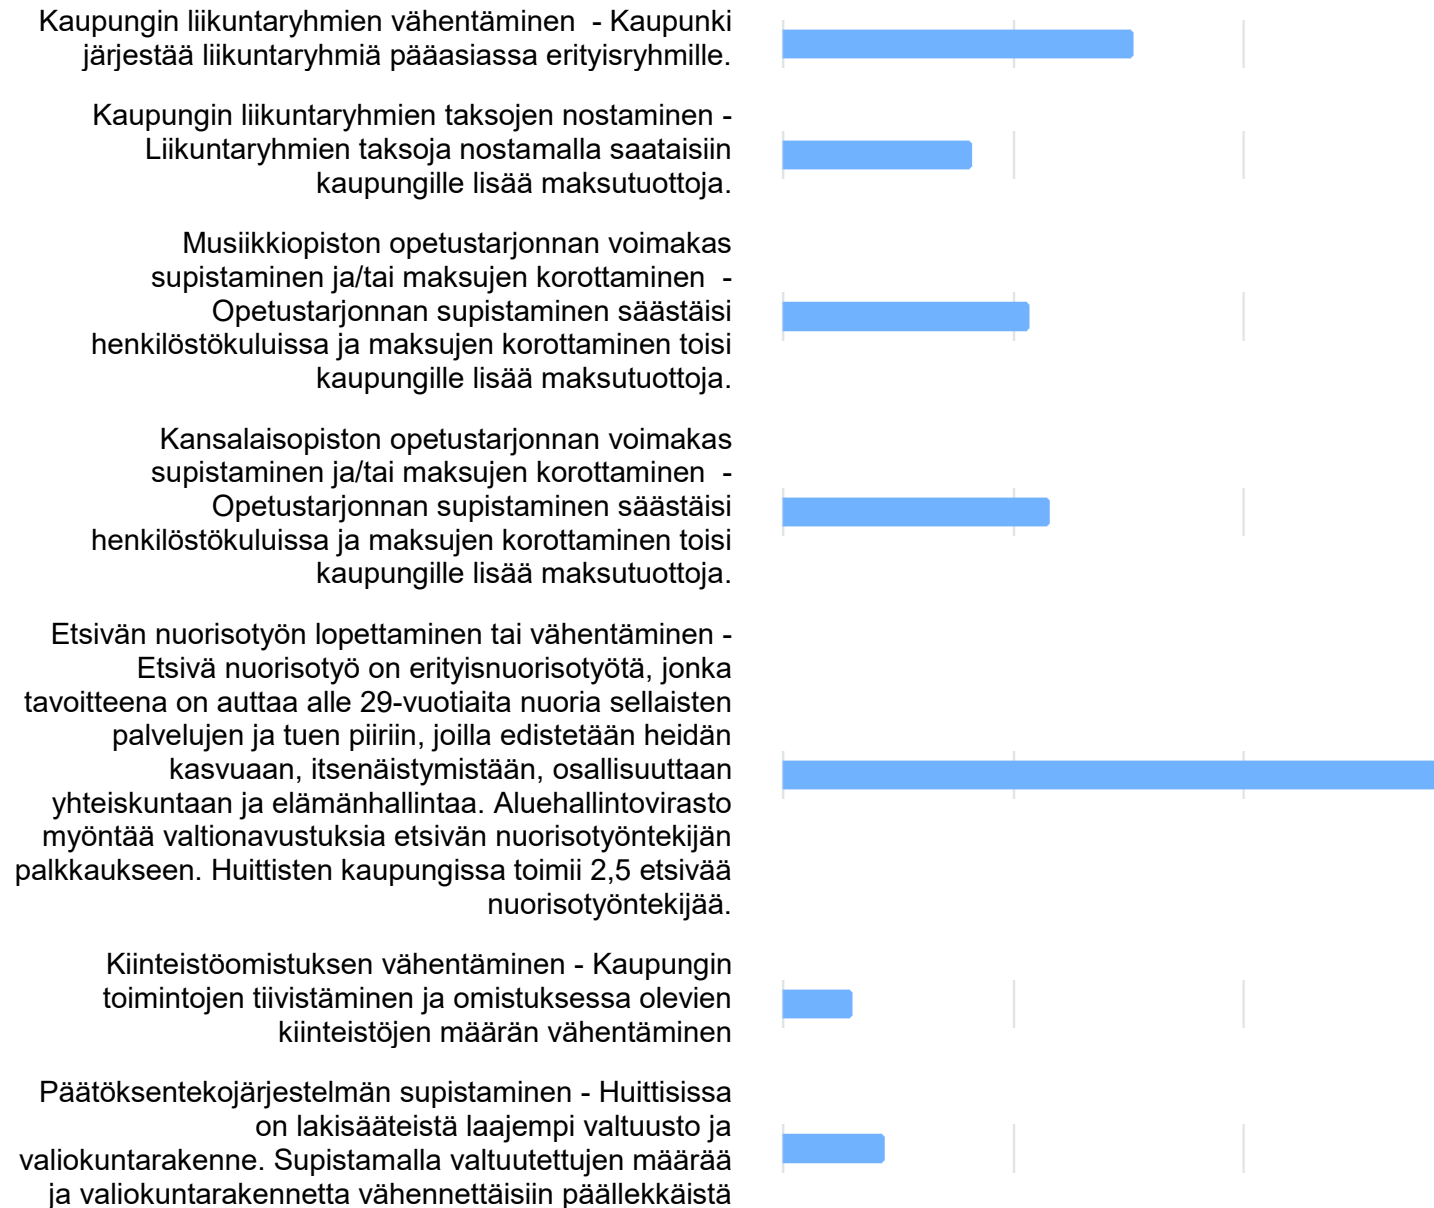 Kaupungin liikuntaryhmien vähentäminen  - Kaupunki
järjestää liikuntaryhmiä pääasiassa erityisryhmille.
Kaupungin liikuntaryhmien taksojen nostaminen -
Liikuntaryhmien taksoja nostamalla saataisiin
kaupungille lisää maksutuottoja.
Musiikkiopiston opetustarjonnan voimakas
supistaminen ja/tai maksujen korottaminen  -
Opetustarjonnan supistaminen säästäisi
henkilöstökuluissa ja maksujen korottaminen toisi
kaupungille lisää maksutuottoja.
Kansalaisopiston opetustarjonnan voimakas
supistaminen ja/tai maksujen korottaminen  -
Opetustarjonnan supistaminen säästäisi
henkilöstökuluissa ja maksujen korottaminen toisi
kaupungille lisää maksutuottoja.
Etsivän nuorisotyön lopettaminen tai vähentäminen -
Etsivä nuorisotyö on erityisnuorisotyötä, jonka
tavoitteena on auttaa alle 29-vuotiaita nuoria sellaisten
palvelujen ja tuen piiriin, joilla edistetään heidän
kasvuaan, itsenäistymistään, osallisuuttaan
yhteiskuntaan ja elämänhallintaa. Aluehallintovirasto
myöntää valtionavustuksia etsivän nuorisotyöntekijän
palkkaukseen. Huittisten kaupungissa toimii 2,5 etsivää
nuorisotyöntekijää.
Kiinteistöomistuksen vähentäminen - Kaupungin
toimintojen tiivistäminen ja omistuksessa olevien
kiinteistöjen määrän vähentäminen
Päätöksentekojärjestelmän supistaminen - Huittisissa
on lakisääteistä laajempi valtuusto ja
valiokuntarakenne. Supistamalla valtuutettujen määrää
ja valiokuntarakennetta vähennettäisiin päällekkäistä